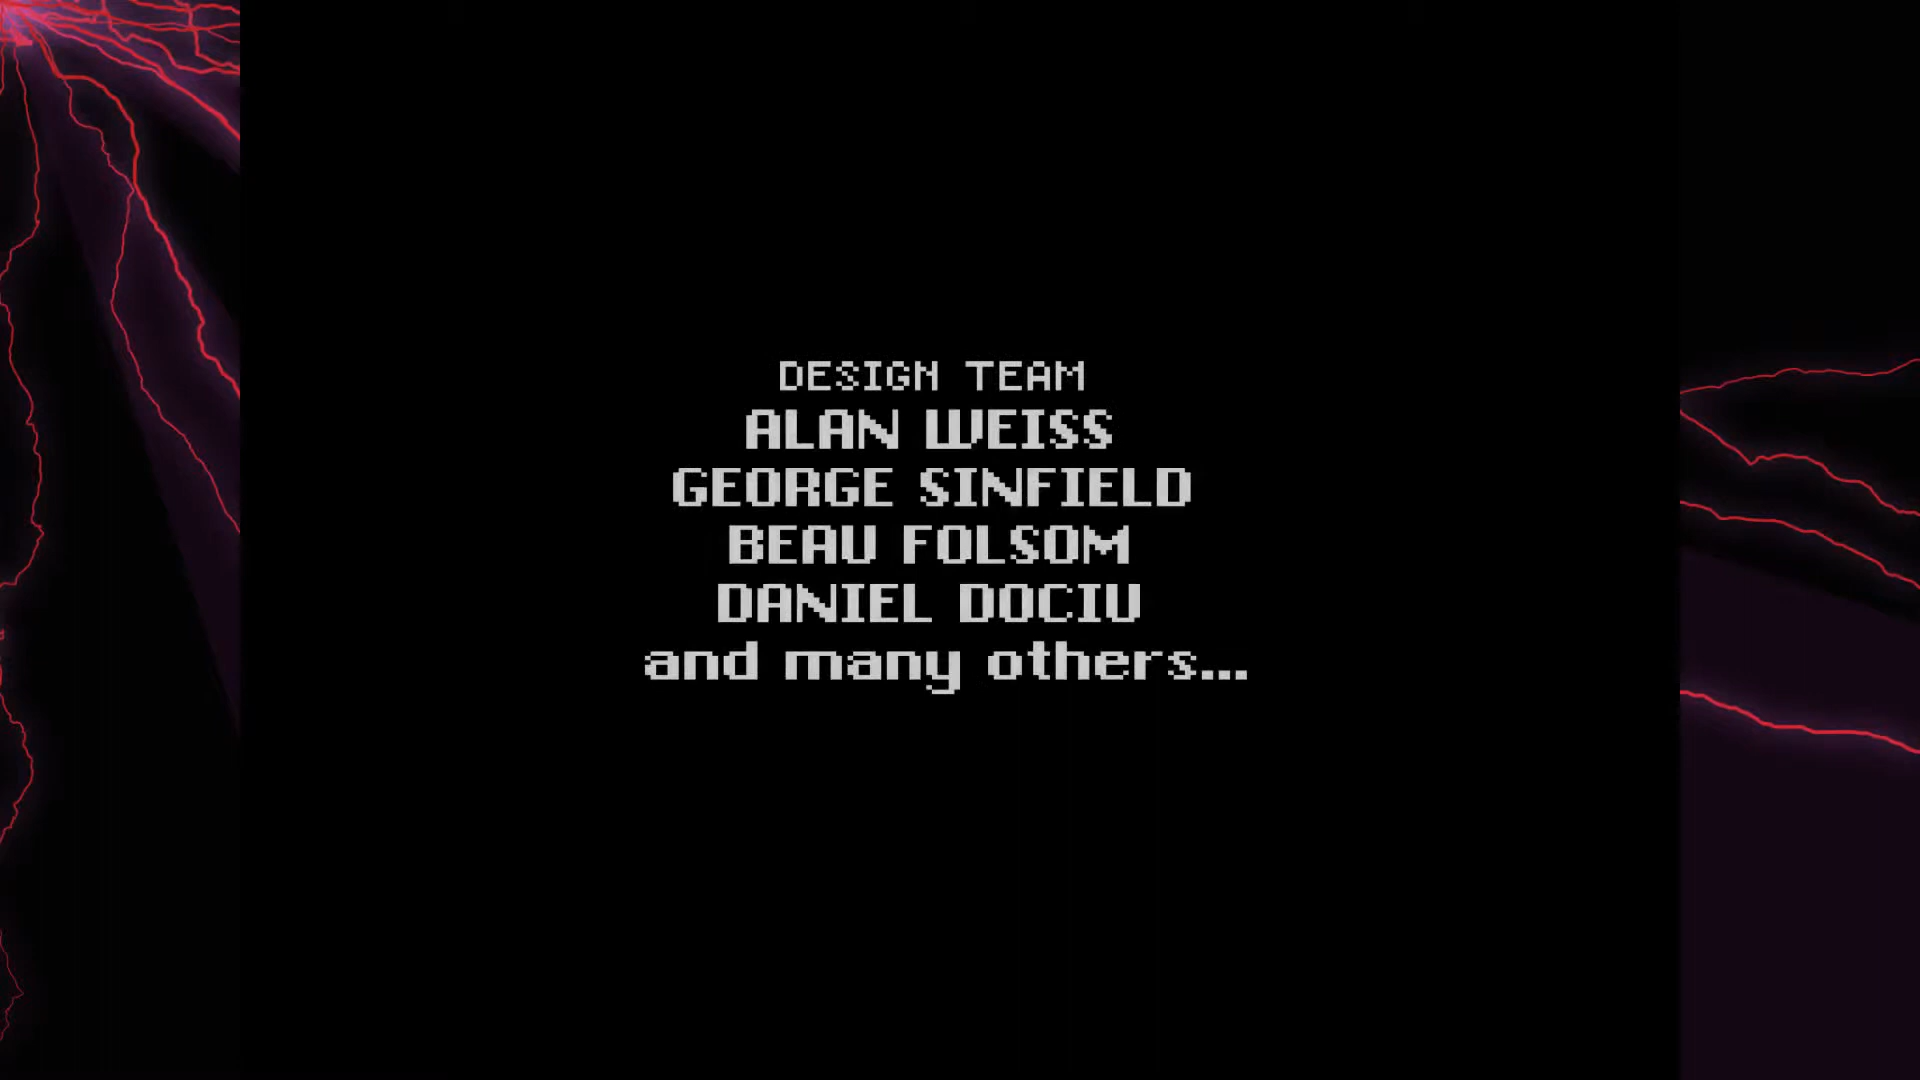 DESIGN TEAM
ALAN WEISS
GEORGE SINFIELD
BEAU FOLSOM
DANIEL DOCIU
and many others...